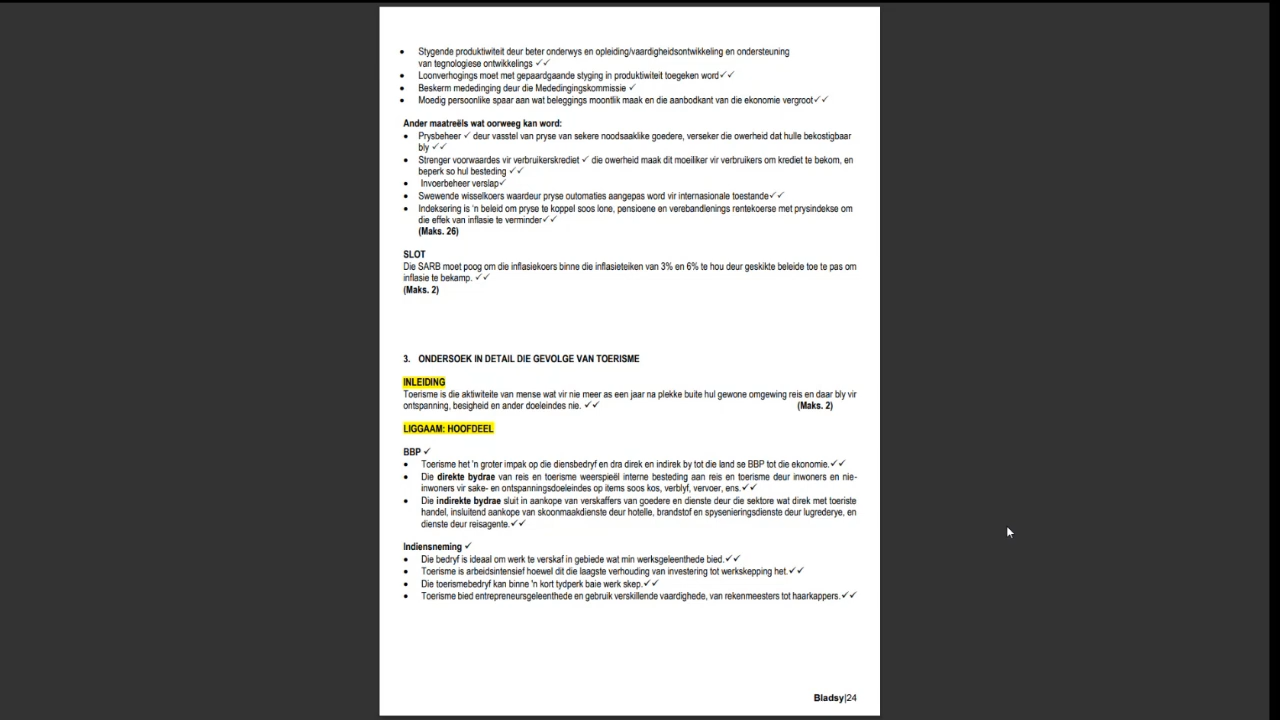 • Stygende produktiwiteit deur beter onderwys en opleiding/vaardigheidsontwikkeling en ondersteuning
van tegnologiese ontwikkelings ✓✓
• Loonverhogings moet met gepaardgaande styging in produktiwiteit toegeken word✓✓
• Beskerm mededinging deur die Mededingingskommissie ✓
• Moedig persoonlike spaar aan wat beleggings moontlik maak en die aanbodkant van die ekonomie vergroot✓✓
Ander maatreëls wat oorweeg kan word:
• Prysbeheer ✓ deur vasstel van pryse van sekere noodsaaklike goedere, verseker die owerheid dat hulle bekostigbaar
bly ✓✓
• Strenger voorwaardes vir verbruikerskrediet ✓ die owerheid maak dit moeiliker vir verbruikers om krediet te bekom, en
beperk so hul besteding ✓✓
• Invoerbeheer verslap✓
• Swewende wisselkoers waardeur pryse outomaties aangepas word vir internasionale toestande✓✓
• Indeksering is 'n beleid om pryse te koppel soos lone, pensioene en verebandlenings rentekoerse met prysindekse om
die effek van inflasie te verminder✓✓
(Maks. 26)
SLOT
Die SARB moet poog om die inflasiekoers binne die inflasieteiken van 3% en 6% te hou deur geskikte beleide toe te pas om
inflasie te bekamp. ✓✓
(Maks. 2)
3. ONDERSOEK IN DETAIL DIE GEVOLGE VAN TOERISME
INLEIDING
Toerisme is die aktiwiteite van mense wat vir nie meer as een jaar na plekke buite hul gewone omgewing reis en daar bly vir
ontspanning, besigheid en ander doeleindes nie. ✓✓ (Maks. 2)
LIGGAAM: HOOFDEEL
BBP ✓
• Toerisme het 'n groter impak op die diensbedryf en dra direk en indirek by tot die land se BBP tot die ekonomie.✓✓
• Die direkte bydrae van reis en toerisme weerspieël interne besteding aan reis en toerisme deur inwoners en nie-
inwoners vir sake- en ontspanningsdoeleindes op items soos kos, verblyf, vervoer, ens.✓✓
• Die indirekte bydrae sluit in aankope van verskaffers van goedere en dienste deur die sektore wat direk met toeriste
handel, insluitend aankope van skoonmaakdienste deur hotelle, brandstof en spysenieringsdienste deur lugrederye, en
dienste deur reisagente.✓✓
Indiensneming ✓
• Die bedryf is ideaal om werk te verskaf in gebiede wat min werksgeleenthede bied.✓✓
• Toerisme is arbeidsintensief hoewel dit die laagste verhouding van investering tot werkskepping het.✓✓
• Die toerismebedryf kan binne 'n kort tydperk baie werk skep.✓✓
• Toerisme bied entrepreneursgeleenthede en gebruik verskillende vaardighede, van rekenmeesters tot haarkappers.✓✓
Bladsy|24